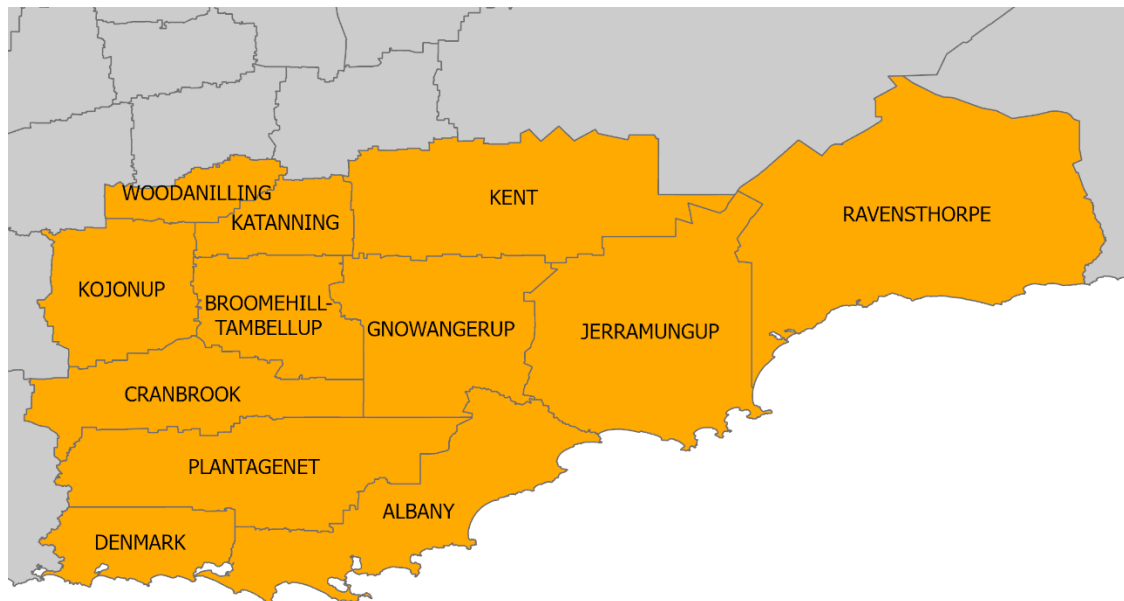 WOODANILLING
KENT
KATANNING
RAVENSTHORPE
KOJONUP
BROOMEHILL-
TAMBELLUP
GNOWANGERUP
JERRAMUNGUP
CRANBROOK
PLANTAGENET
ALBANY
DENMARK